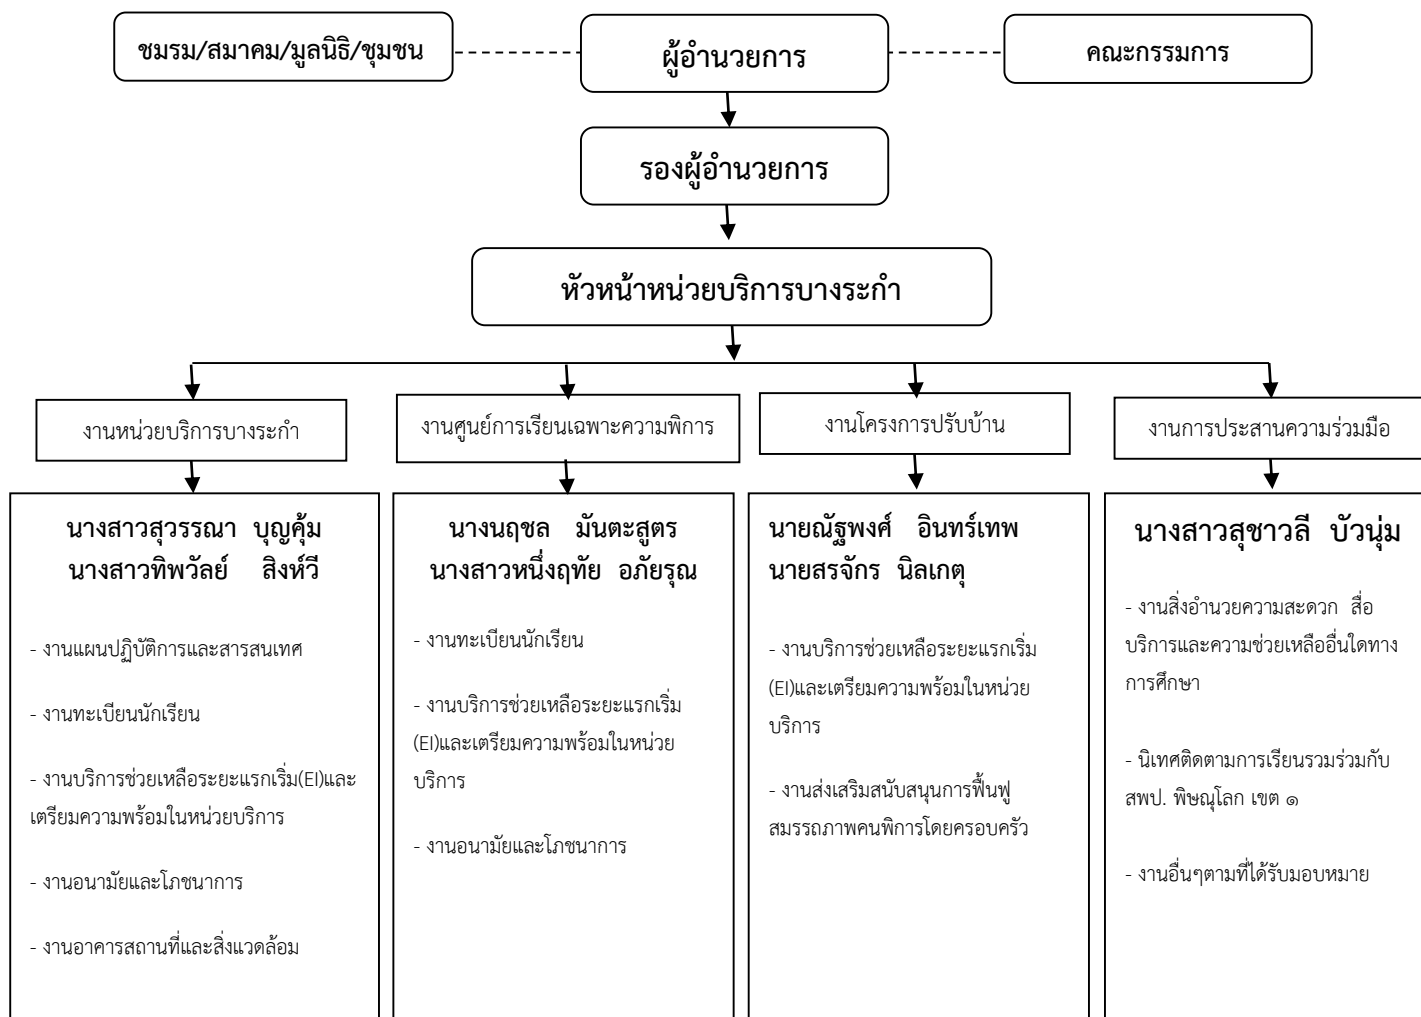 ชมรม/สมาคม/มูลนิธิ/ชุมชน
ผู้อำนวยการ
คณะกรรมการ
รองผู้อำนวยการ
หัวหน้าหน่วยบริการบางระกำ
งานหน่วยบริการบางระกำ
งานศูนย์การเรียนเฉพาะความพิการ
งานโครงการปรับบ้าน
งานการประสานความร่วมมือ
นางสาวสุวรรณา บุญคุ้ม
นางสาวทิพวัลย์ สิงห์วี
- งานแผนปฏิบัติการและสารสนเทศ
- งานทะเบียนนักเรียน
- งานบริการช่วยเหลือระยะแรกเริ่ม(EI)และ
เตรียมความพร้อมในหน่วยบริการ
- งานอนามัยและโภชนาการ
- งานอาคารสถานที่และสิ่งแวดล้อม
นางนฤชล มันตะสูตร
นางสาวหนึ่งฤทัย อภัยรุณ
- งานทะเบียนนักเรียน
- งานบริการช่วยเหลือระยะแรกเริ่ม
(EI)และเตรียมความพร้อมในหน่วย
บริการ
- งานอนามัยและโภชนาการ
นายณัฐพงศ์ อินทร์เทพ
นายสรจักร นิลเกตุ
- งานบริการช่วยเหลือระยะแรกเริ่ม
(EI)และเตรียมความพร้อมในหน่วย
บริการ
- งานส่งเสริมสนับสนุนการฟื้นฟู
สมรรถภาพคนพิการโดยครอบครัว
นางสาวสุชาวลี บัวนุ่ม
- งานสิ่งอำนวยความสะดวก สื่อ
บริการและความช่วยเหลืออื่นใดทาง
การศึกษา
- นิเทศติดตามการเรียนรวมร่วมกับ
สพป. พิษณุโลก เขต ๑
- งานอื่นๆตามที่ได้รับมอบหมาย